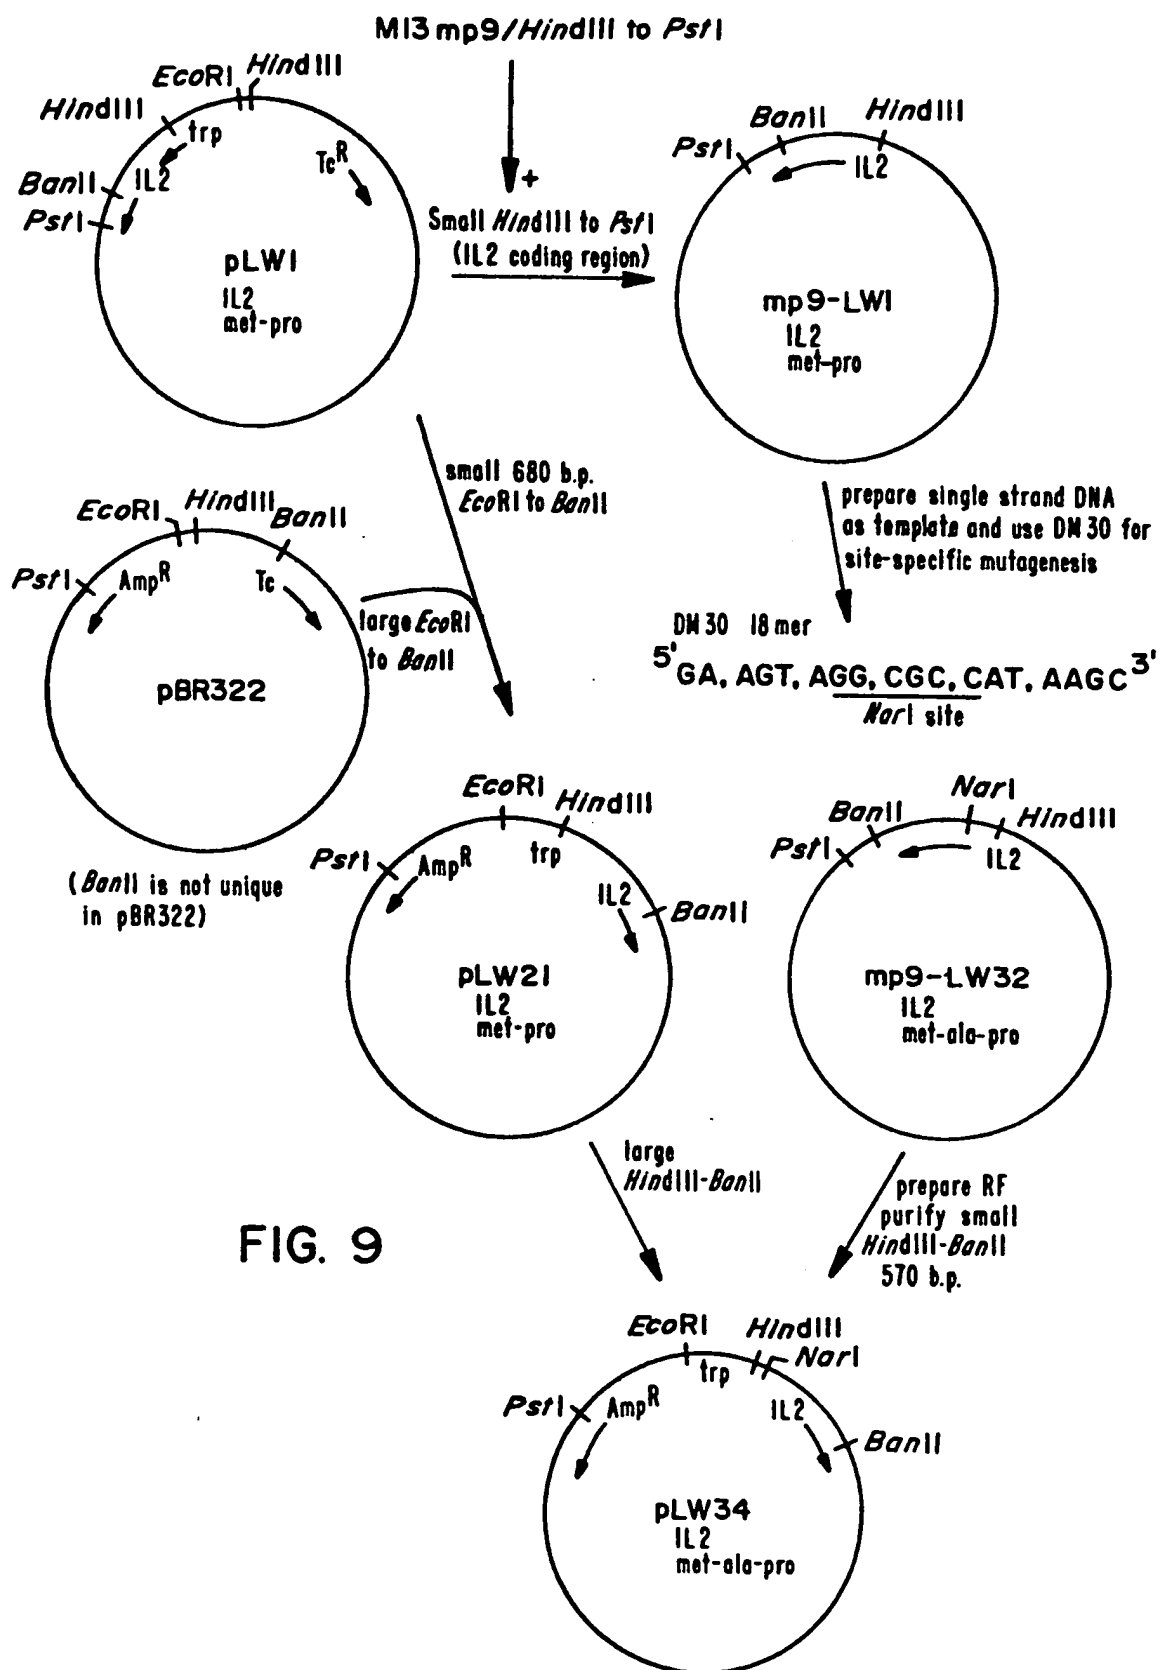 M13 mp9/HindIII to PstI
EcoRI
HindIII
HindIII
trp
IL2
BanII
PstI
TcR
pLW1
IL2
met-pro
+
Small HindIII to PstI
(IL2 coding region)
PstI
BanII
HindIII
IL2
mp9-LW1
IL2
met-pro
small 680 b.p.
EcoRI to BanII
prepare single strand DNA
as template and use DM30 for
site-specific mutagenesis
EcoRI
HindIII
BanII
PstI
AmpR
Tc
pBR322
large EcoRI
to BanII
(BanII is not unique
in pBR322)
DM30 18 mer
5' GA, AGT, AGG, CGC, CAT, AAGC 3'
NarI site
EcoRI
HindIII
PstI
AmpR
trp
IL2
BanII
pLW21
IL2
met-pro
NarI
BanII
HindIII
PstI
IL2
mp9-LW32
IL2
met-ala-pro
large
HindIII-BanII
prepare RF
purify small
HindIII-BanII
570 b.p.
FIG. 9
EcoRI
HindIII
NarI
trp
PstI
AmpR
IL2
BanII
pLW34
IL2
met-ala-pro